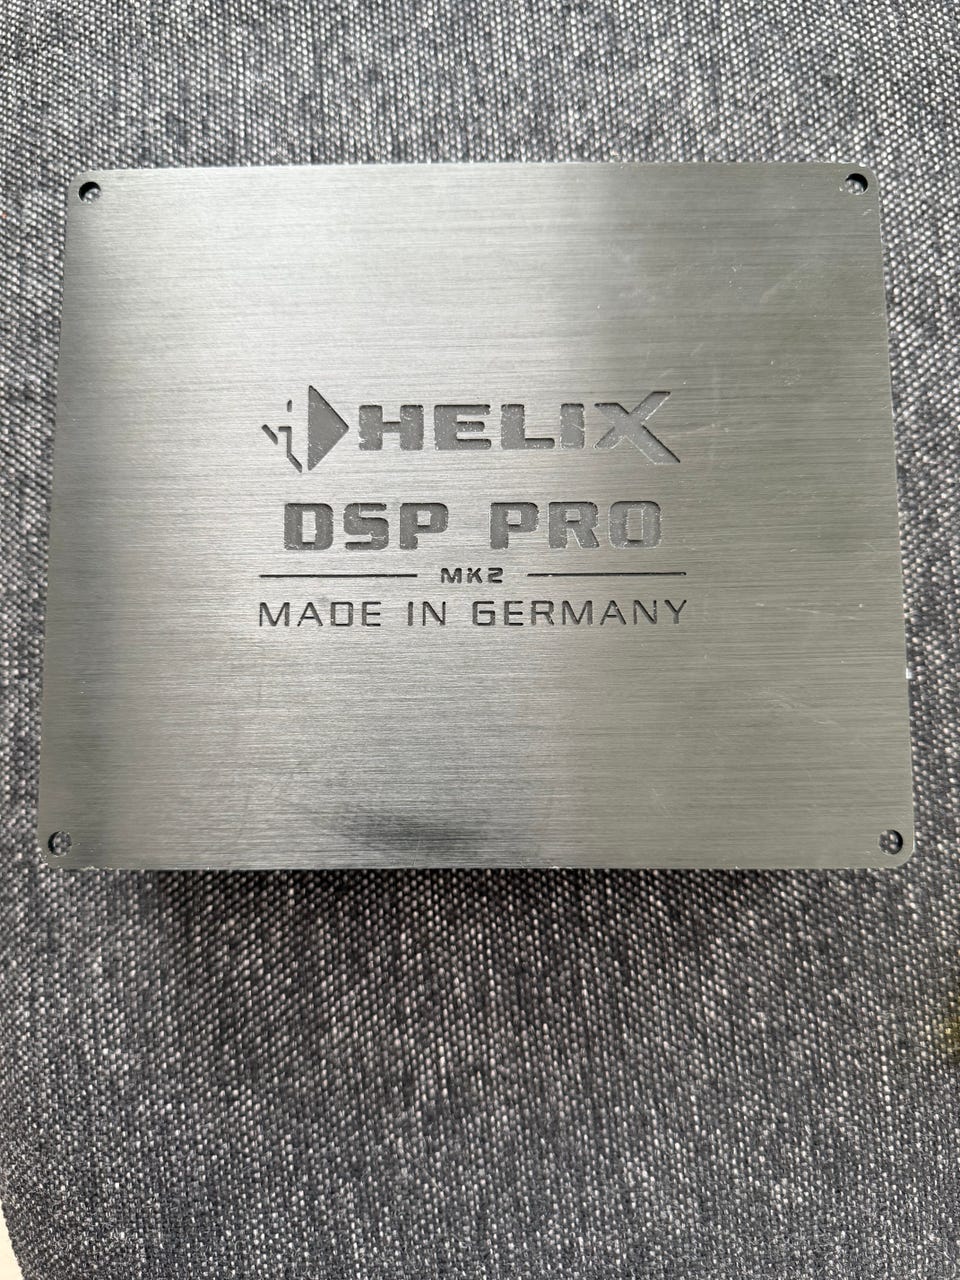 HELIX
DSP PRO
MK2
MADE IN GERMANY